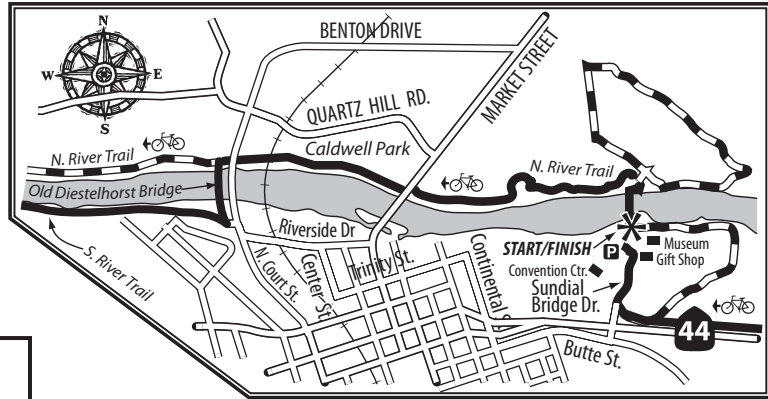 N
W
E
S
BENTON DRIVE
MARKET STREET
QUARTZ HILL RD.
Caldwell Park
N. River Trail
N. River Trail
Old Diestelhorst Bridge
Riverside Dr
START/FINISH
P
Museum
Gift Shop
Convention Ctr.
Sundial
Bridge Dr.
S. River Trail
N. Court St.
Center St.
Trinity St.
Continental S
44
Butte St.